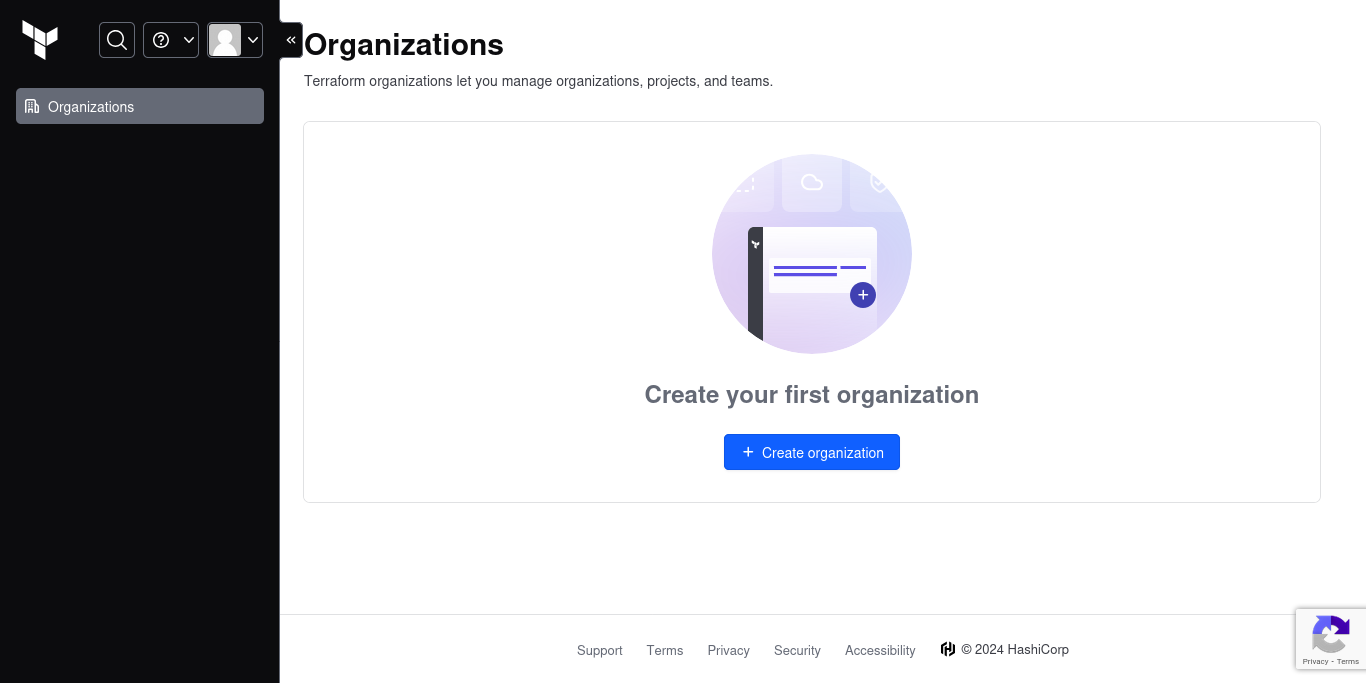 Organizations
Organizations
Terraform organizations let you manage organizations, projects, and teams.
Create your first organization
+ Create organization
Support Terms Privacy Security Accessibility © 2024 HashiCorp
Privacy - Terms